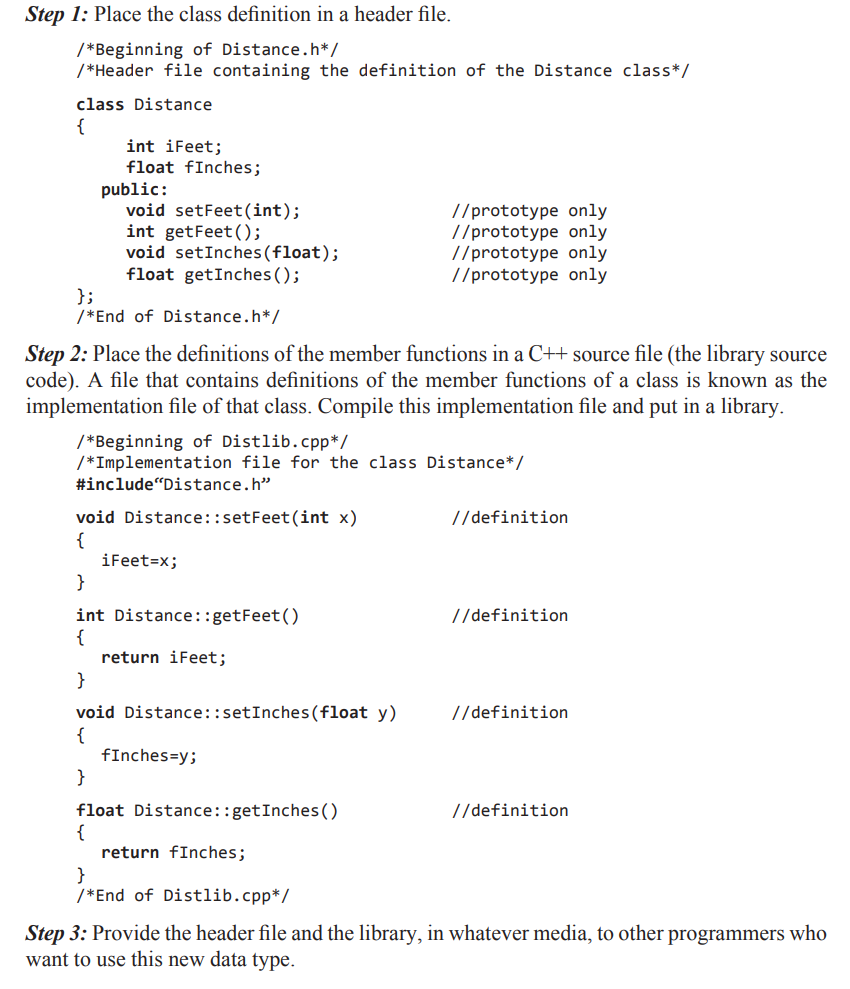 Step 1: Place the class definition in a header file.
/*Beginning of Distance.h*/
/*Header file containing the definition of the Distance class*/
class Distance
{
int iFeet;
float fInches;
public:
void setFeet(int); //prototype only
int getFeet(); //prototype only
void setInches(float); //prototype only
float getInches(); //prototype only
};
/*End of Distance.h*/
Step 2: Place the definitions of the member functions in a C++ source file (the library source
code). A file that contains definitions of the member functions of a class is known as the
implementation file of that class. Compile this implementation file and put in a library.
/*Beginning of Distlib.cpp*/
/*Implementation file for the class Distance*/
#include“Distance.h”
void Distance::setFeet(int x) //definition
{
iFeet=x;
}
int Distance::getFeet() //definition
{
return iFeet;
}
void Distance::setInches(float y) //definition
{
fInches=y;
}
float Distance::getInches() //definition
{
return fInches;
}
/*End of Distlib.cpp*/
Step 3: Provide the header file and the library, in whatever media, to other programmers who
want to use this new data type.